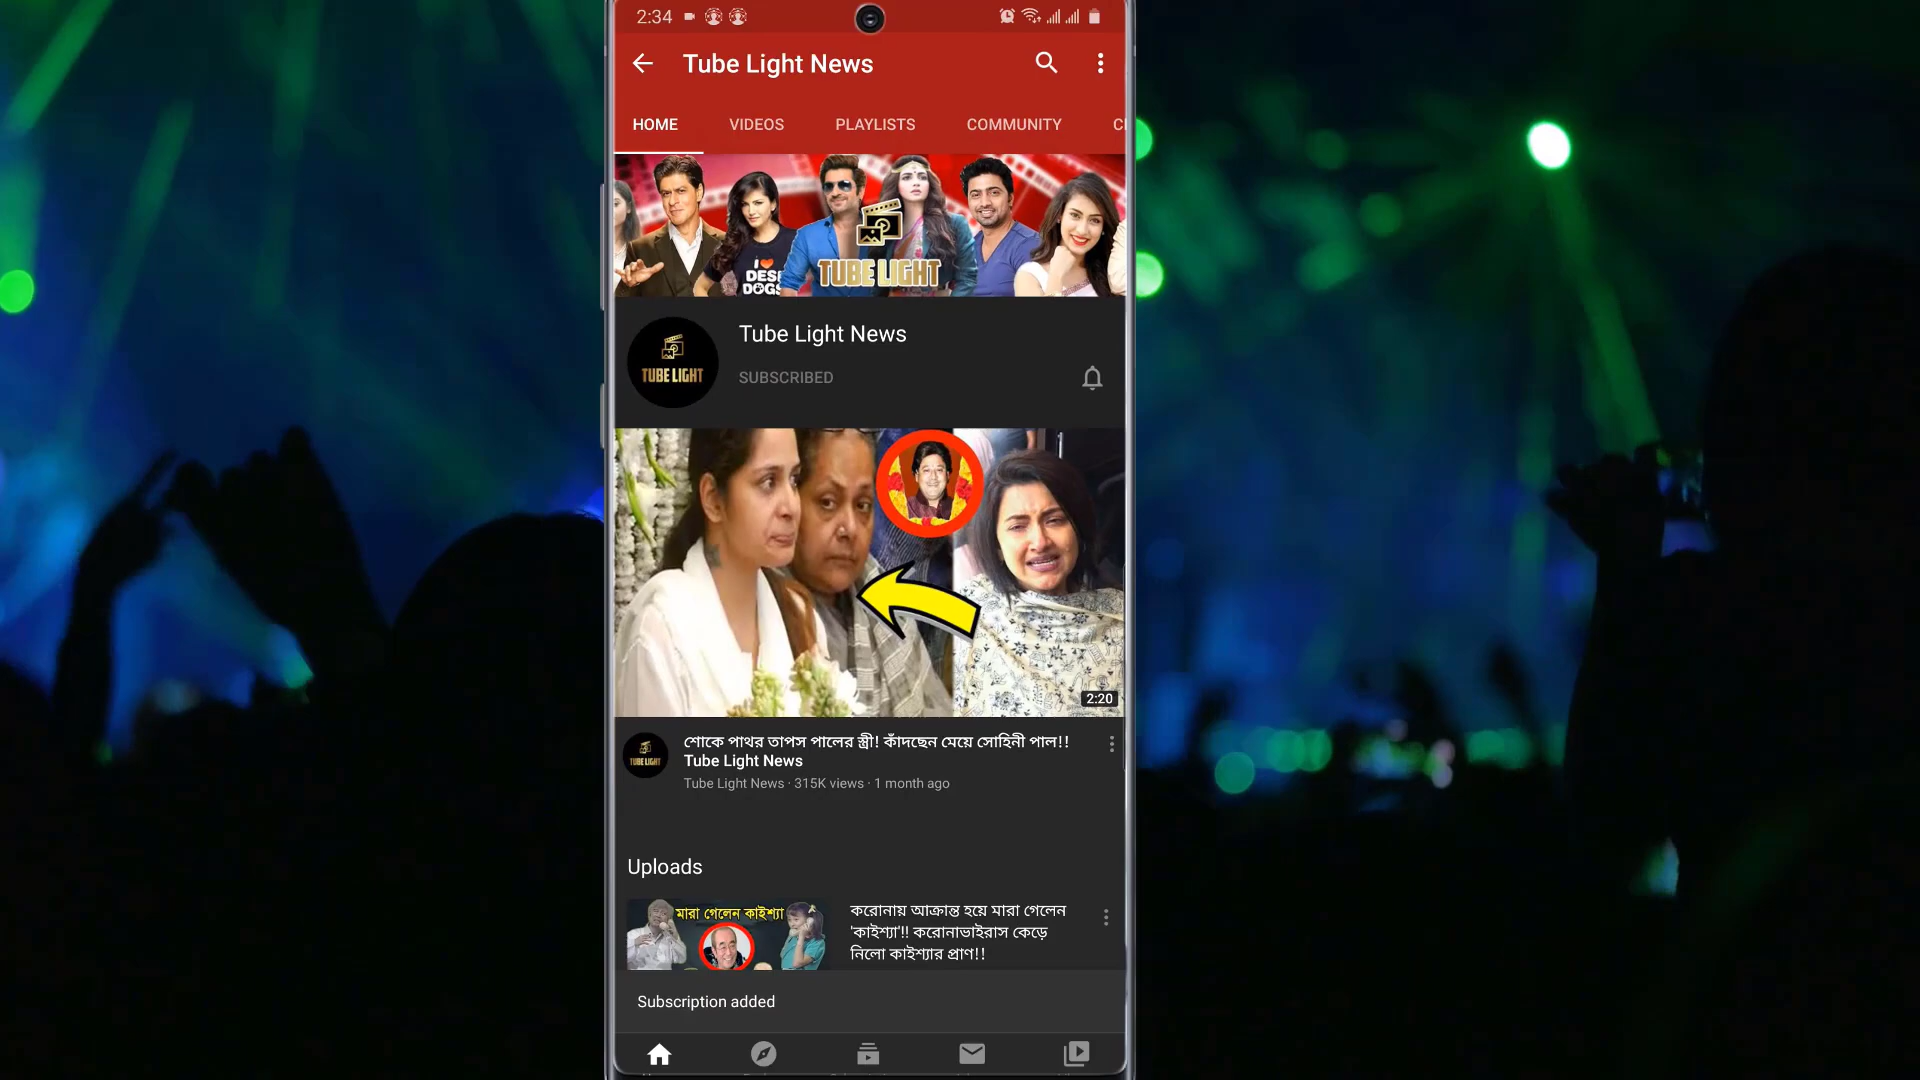 2:34
Tube Light News
HOME VIDEOS PLAYLISTS COMMUNITY
I
DESI
DOGS
TUBE LIGHT
Tube Light News
TUBE LIGHT
SUBSCRIBED
2:20
শোকে পাথর তাপস পালের স্ত্রী! কাঁদছেন মেয়ে সোহিনী পাল!!
TUBE LIGHT
Tube Light News
Tube Light News · 315K views · 1 month ago
Uploads
মারা গেলেন কাইশ্যা
করোনায় আক্রান্ত হয়ে মারা গেলেন
'কাইশ্যা'!! করোনাভাইরাস কেড়ে
নিলো কাইশ্যার প্রাণ!!
Subscription added